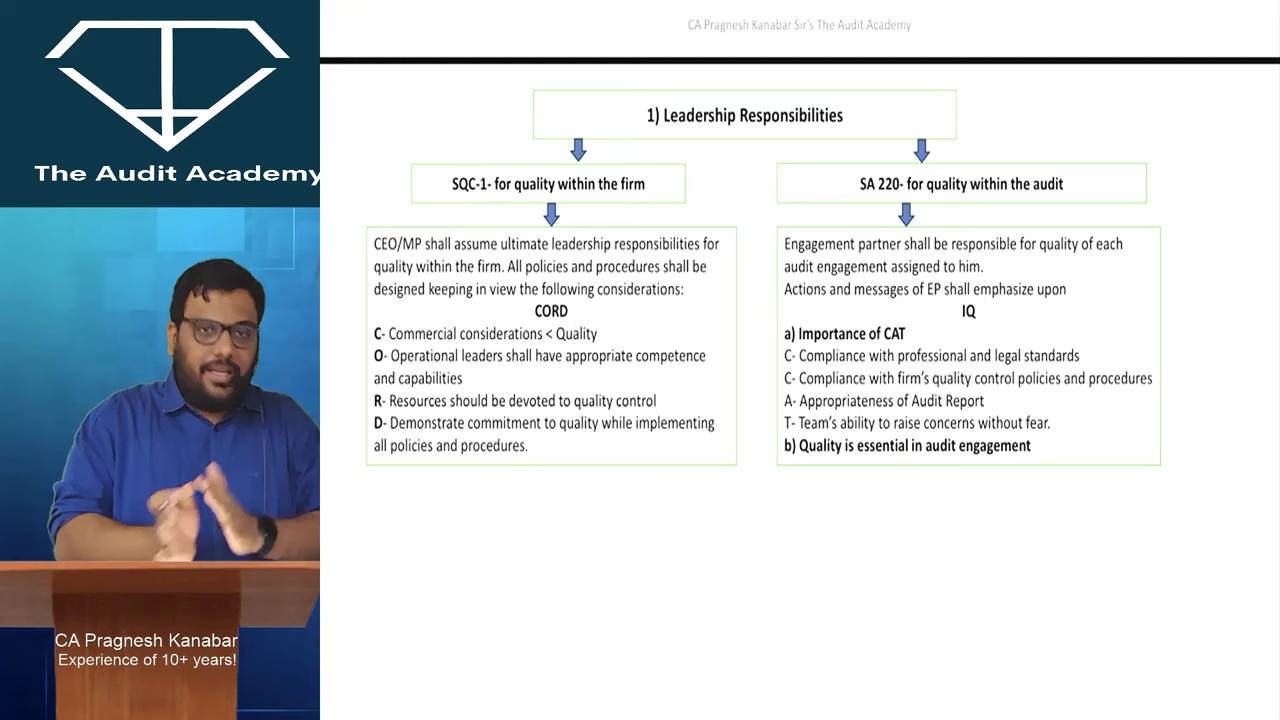 The Audit Academy
CA Pragnesh Kanabar
Experience of 10+ years!
CA Pragnesh Kanabar Sir's The Audit Academy
1) Leadership Responsibilities
SQC-1- for quality within the firm
CEO/MP shall assume ultimate leadership responsibilities for
quality within the firm. All policies and procedures shall be
designed keeping in view the following considerations:
CORD
C- Commercial considerations < Quality
O- Operational leaders shall have appropriate competence
and capabilities
R- Resources should be devoted to quality control
D- Demonstrate commitment to quality while implementing
all policies and procedures.
SA 220- for quality within the audit
Engagement partner shall be responsible for quality of each
audit engagement assigned to him.
Actions and messages of EP shall emphasize upon
IQ
a) Importance of CAT
C- Compliance with professional and legal standards
C- Compliance with firm's quality control policies and procedures
A- Appropriateness of Audit Report
T- Team's ability to raise concerns without fear.
b) Quality is essential in audit engagement